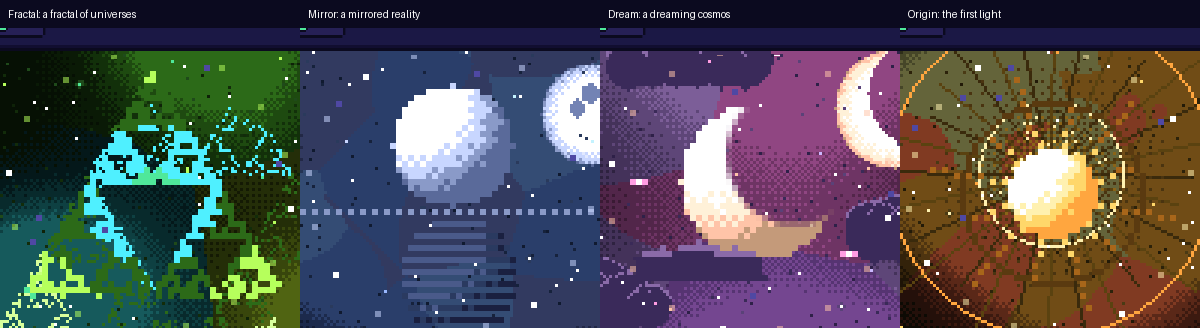 Fractal: a fractal of universes
Mirror: a mirrored reality
Dream: a dreaming cosmos
Origin: the first light